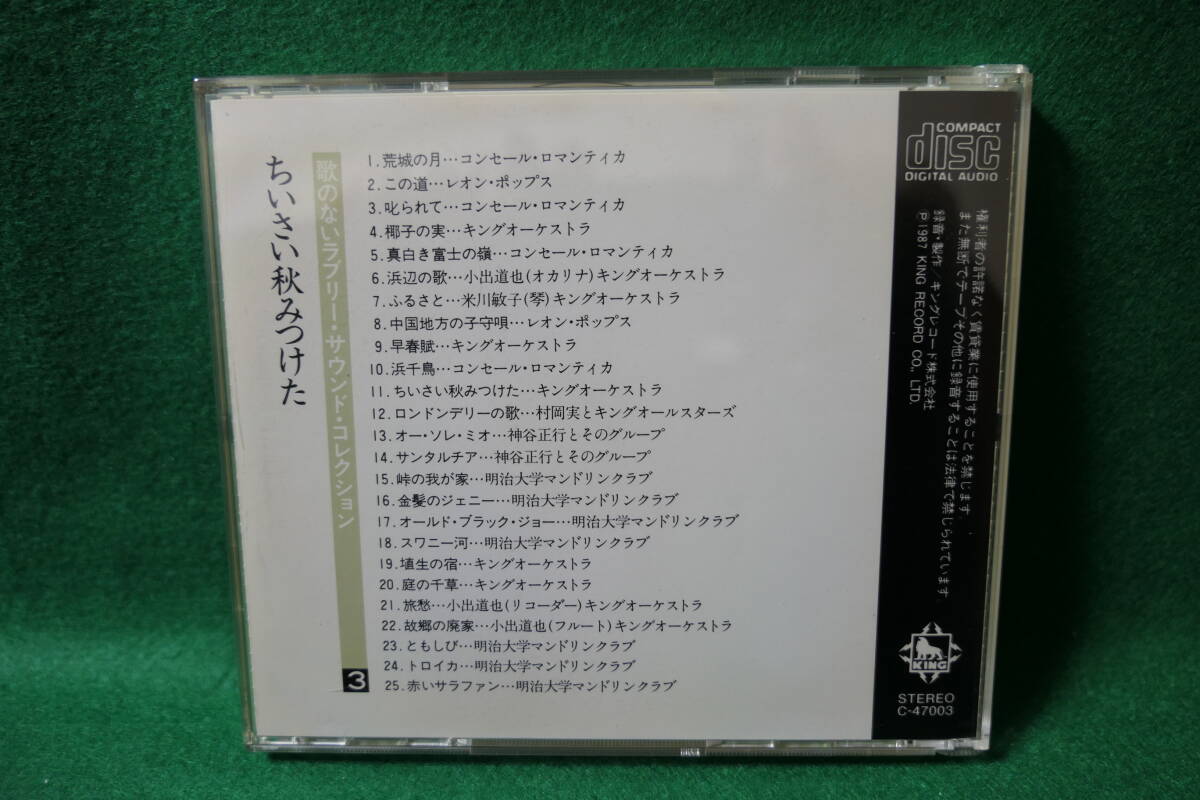 ちいさい秋みつけた
歌のないラブリー・サウンド・コレクション
3
1.荒城の月…コンセール・ロマンティカ
2.この道…レオン・ポップス
3.叱られて…コンセール・ロマンティカ
4.椰子の実…キングオーケストラ
5.真白き富士の嶺…コンセール・ロマンティカ
6.浜辺の歌…小出道也(オカリナ)キングオーケストラ
7.ふるさと…米川敏子(琴)キングオーケストラ
8.中国地方の子守唄…レオン・ポップス
9.早春賦…キングオーケストラ
10.浜千鳥…コンセール・ロマンティカ
11.ちいさい秋みつけた…キングオーケストラ
12.ロンドンデリーの歌…村岡実とキングオールスターズ
13.オー・ソレ・ミオ…神谷正行とそのグループ
14.サンタルチア…神谷正行とそのグループ
15.峠の我が家…明治大学マンドリンクラブ
16.金髪のジェニー…明治大学マンドリンクラブ
17.オールド・ブラック・ジョー…明治大学マンドリンクラブ
18.スワニー河…明治大学マンドリンクラブ
19.埴生の宿…キングオーケストラ
20.庭の千草…キングオーケストラ
21.旅愁…小出道也(リコーダー)キングオーケストラ
22.故郷の廃家…小出道也(フルート)キングオーケストラ
23.ともしび…明治大学マンドリンクラブ
24.トロイカ…明治大学マンドリンクラブ
25.赤いサラファン…明治大学マンドリンクラブ
COMPACT
disc
DIGITAL AUDIO
権利者の許諾なく賃貸業に使用することを禁じます。
また無断でテープその他に録音することは法律で禁じられています。
録音・製作/キングレコード株式会社
℗1987 KING RECORD CO., LTD.
KING
STEREO
C-47003